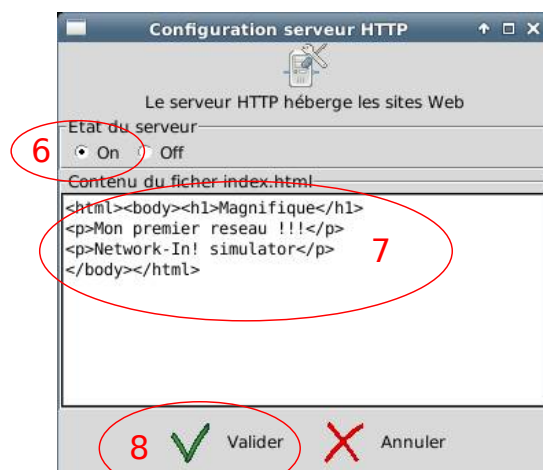 Configuration serveur HTTP
Le serveur HTTP héberge les sites Web
Etat du serveur
6 On Off
Contenu du ficher index.html
<html><body><h1>Magnifique</h1>
<p>Mon premier reseau !!!</p>
<p>Network-In! simulator</p>
</body></html>
7
8 Valider Annuler